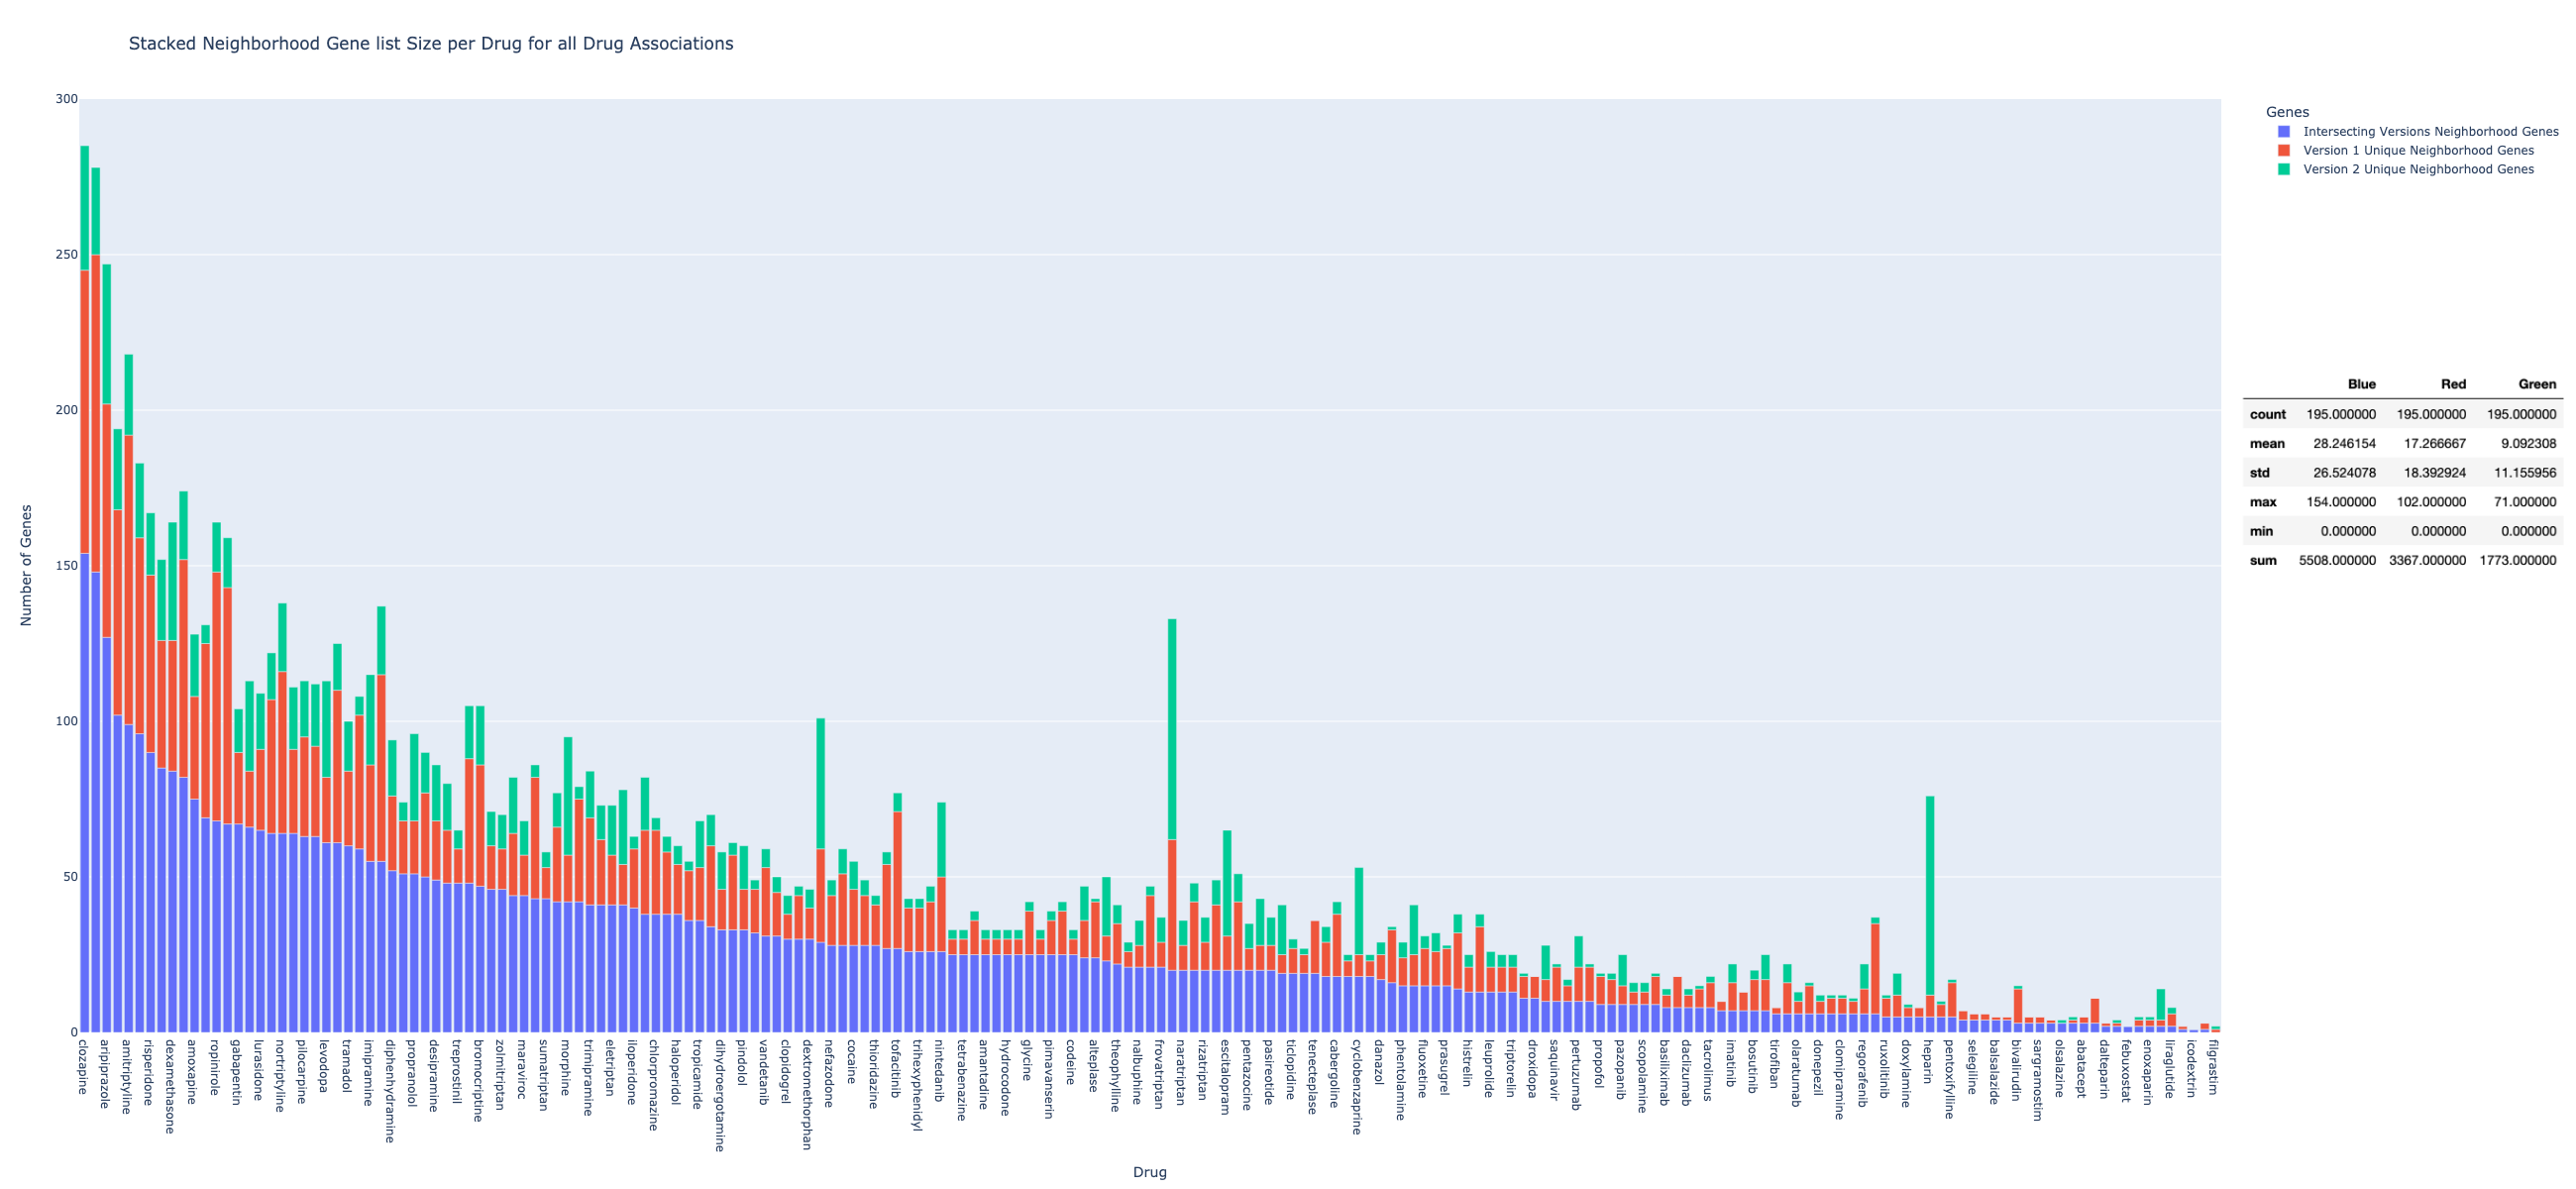 Stacked Neighborhood Gene list Size per Drug for all Drug Associations
300
250
200
150
100
50
0
Number of Genes
clozapine
aripiprazole
amitriptyline
risperidone
dexamethasone
amoxapine
ropinirole
gabapentin
lurasidone
nortriptyline
pilocarpine
levodopa
tramadol
imipramine
diphenhydramine
propranolol
desipramine
treprostinil
bromocriptine
zolmitriptan
maraviroc
sumatriptan
morphine
trimipramine
eletriptan
iloperidone
chlorpromazine
haloperidol
tropicamide
dihydroergotamine
pindolol
vandetanib
clopidogrel
dextromethorphan
nefazodone
cocaine
thioridazine
tofacitinib
trihexyphenidyl
nintedanib
tetrabenazine
amantadine
hydrocodone
glycine
pimavanserin
codeine
alteplase
theophylline
nalbuphine
frovatriptan
naratriptan
rizatriptan
escitalopram
pentazocine
pasireotide
ticlopidine
tenecteplase
cabergoline
cyclobenzaprine
danazol
phentolamine
fluoxetine
prasugrel
histrelin
leuprolide
triptorelin
droxidopa
saquinavir
pertuzumab
propofol
pazopanib
scopolamine
basiliximab
daclizumab
tacrolimus
imatinib
bosutinib
tirofiban
olaratumab
donepezil
clomipramine
regorafenib
ruxolitinib
doxylamine
heparin
pentoxifylline
selegiline
balsalazide
bivalirudin
sargramostim
olsalazine
abatacept
dalteparin
febuxostat
enoxaparin
liraglutide
icodextrin
filgrastim
Drug
Genes
Intersecting Versions Neighborhood Genes
Version 1 Unique Neighborhood Genes
Version 2 Unique Neighborhood Genes
Blue Red Green
count 195.000000 195.000000 195.000000
mean 28.246154 17.266667 9.092308
std 26.524078 18.392924 11.155956
max 154.000000 102.000000 71.000000
min 0.000000 0.000000 0.000000
sum 5508.000000 3367.000000 1773.000000